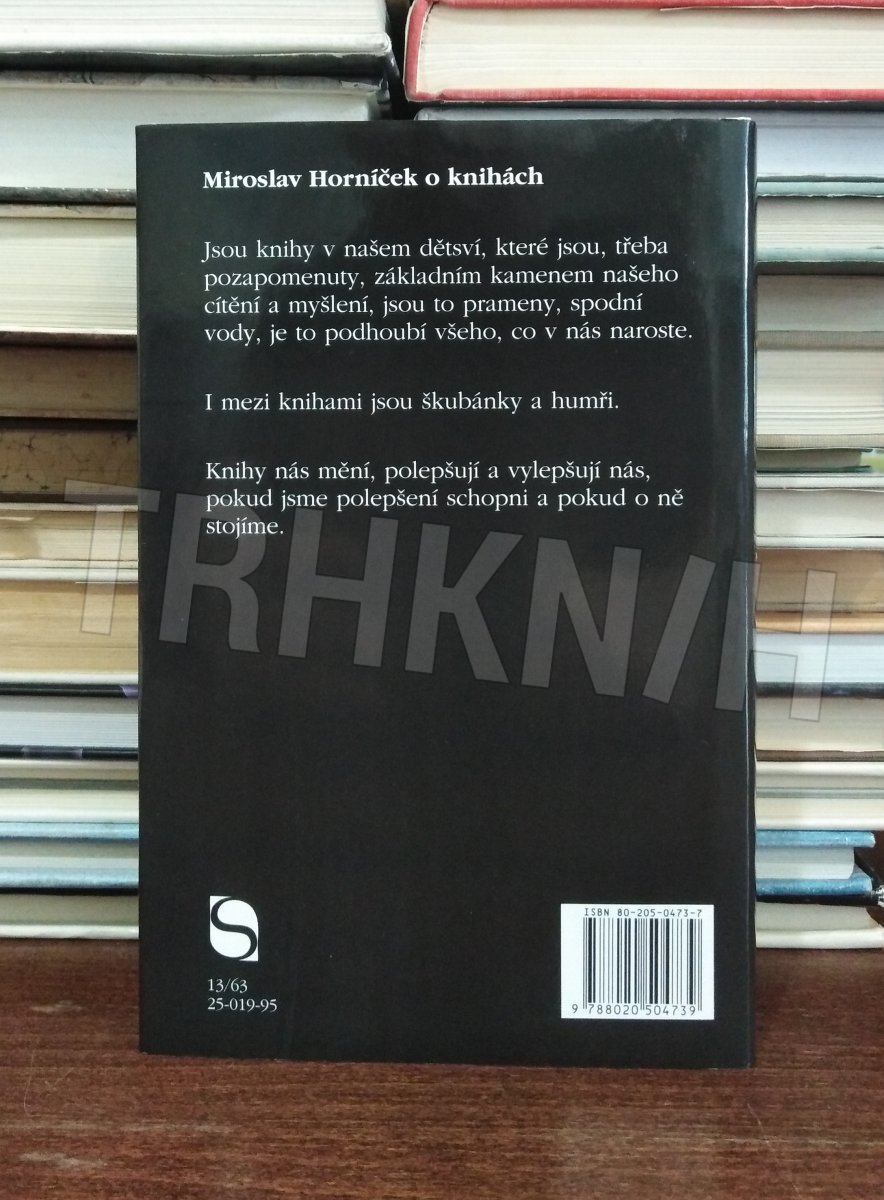 Miroslav Horníček o knihách
Jsou knihy v našem dětsví, které jsou, třeba
pozapomenuty, základním kamenem našeho
cítění a myšlení, jsou to prameny, spodní
vody, je to podhoubí všeho, co v nás naroste.
I mezi knihami jsou škubánky a humři.
Knihy nás mění, polepšují a vylepšují nás,
pokud jsme polepšení schopni a pokud o ně
stojíme.
TRHKNIH
S
13/63
25-019-95
ISBN 80-205-0473-7
9 788020 504739